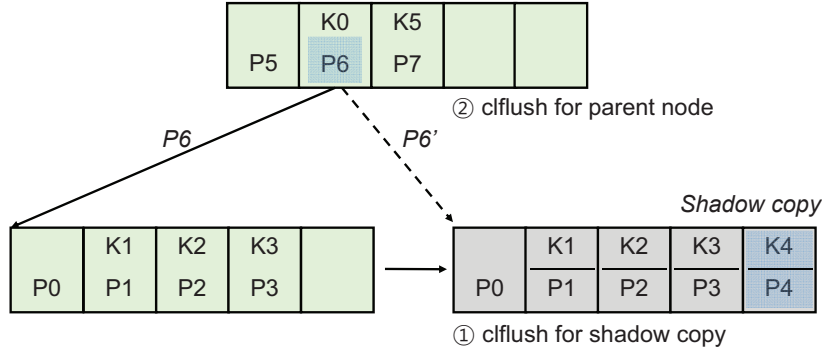 K0 K5
P5 P6 P7
② clflush for parent node
P6 P6’
Shadow copy
K1 K2 K3
P0 P1 P2 P3
K1 K2 K3 K4
P0 P1 P2 P3 P4
① clflush for shadow copy